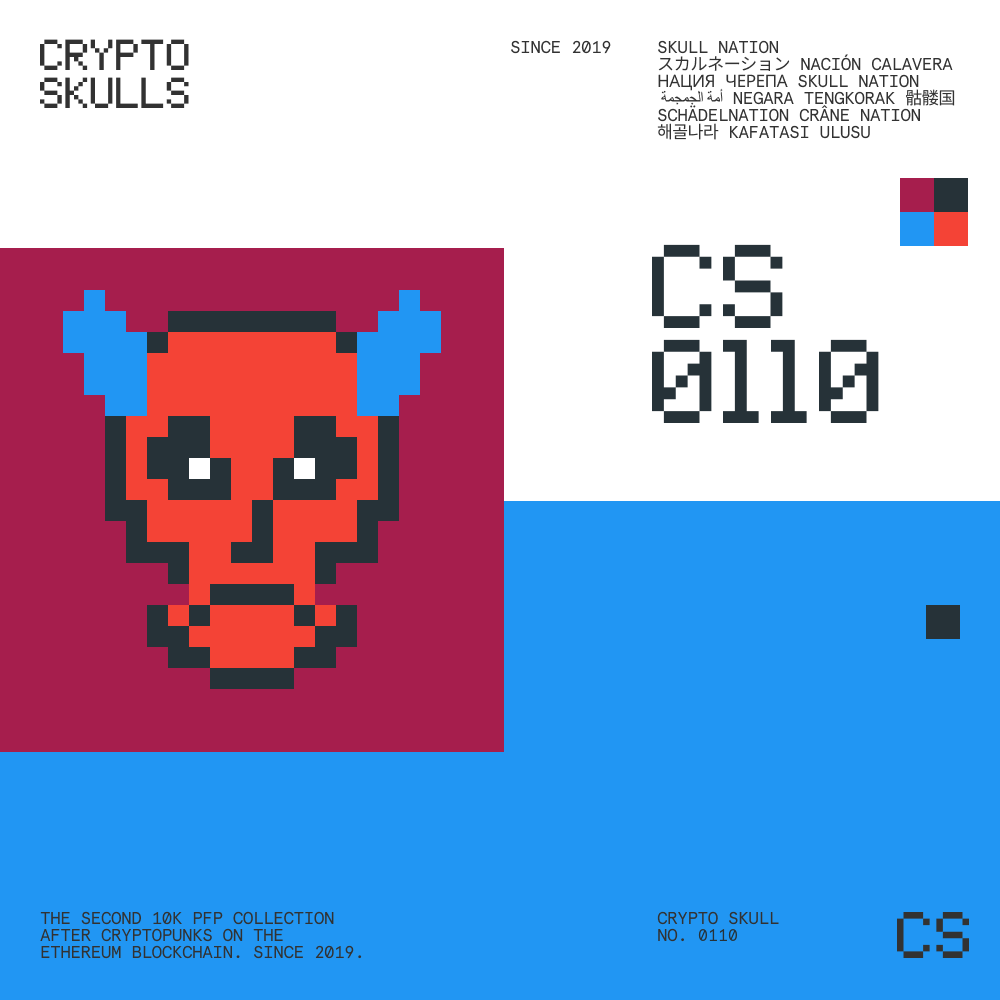 CRYPTO
SKULLS
SINCE 2019
SKULL NATION
スカルネーション NACIÓN CALAVERA
НАЦИЯ ЧЕРЕПА SKULL NATION
أمة الجمجمة NEGARA TENGKORAK 骷髅国
SCHÄDELNATION CRÂNE NATION
해골나라 KAFATASI ULUSU
CS
0110
THE SECOND 10K PFP COLLECTION
AFTER CRYPTOPUNKS ON THE
ETHEREUM BLOCKCHAIN. SINCE 2019.
CRYPTO SKULL
NO. 0110
CS